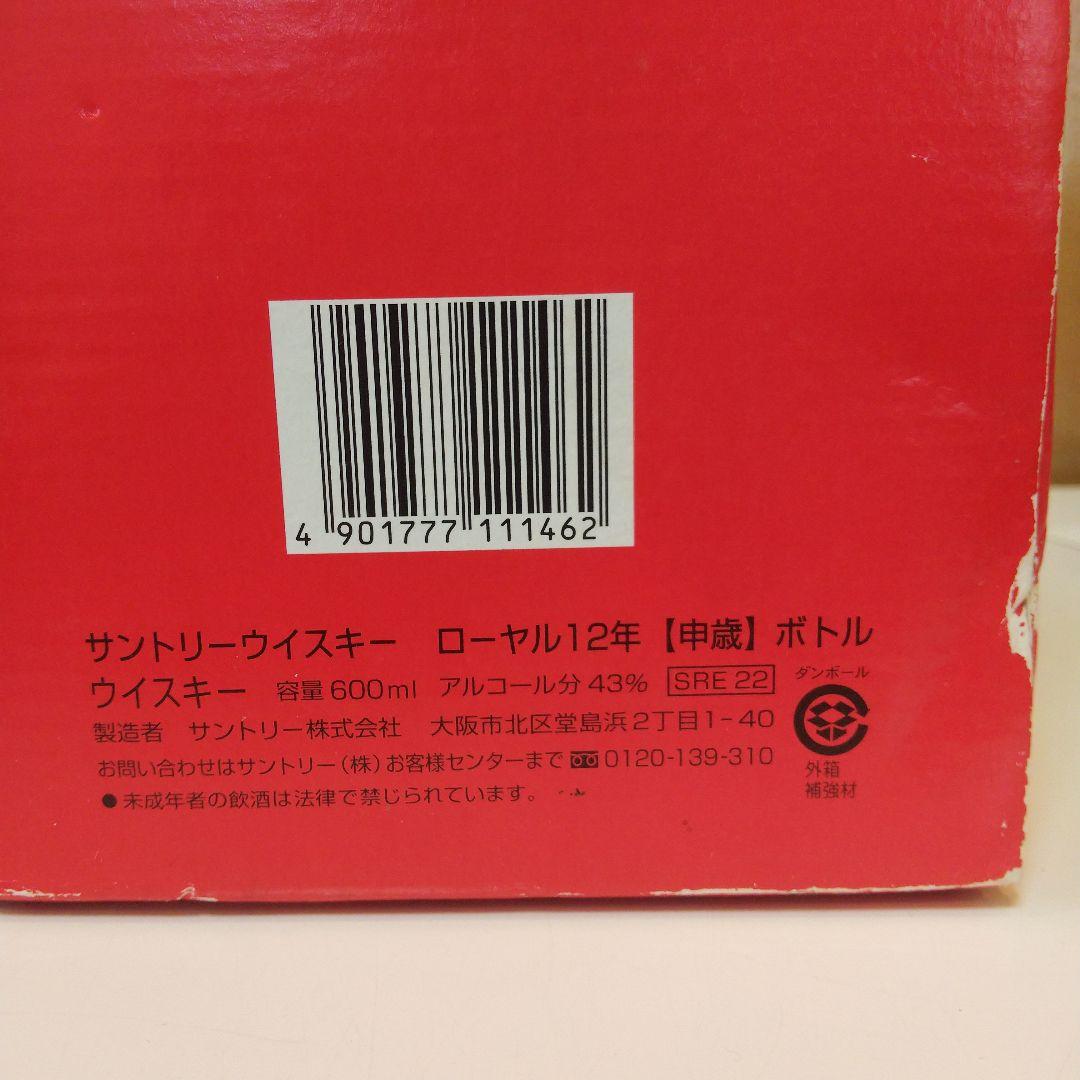 4 901777 111462
サントリーウイスキー ローヤル12年【申歳】ボトル
ウイスキー 容量600ml アルコール分43% SRE 22
製造者 サントリー株式会社 大阪市北区堂島浜2丁目1-40
お問い合わせはサントリー(株)お客様センターまで 0120-139-310
●未成年者の飲酒は法律で禁じられています。
ダンボール
外箱
補強材